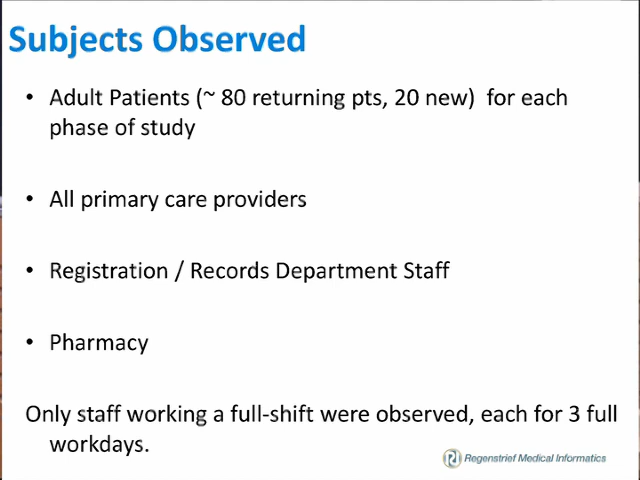 Subjects Observed
• Adult Patients (~ 80 returning pts, 20 new) for each
phase of study
• All primary care providers
• Registration / Records Department Staff
• Pharmacy
Only staff working a full-shift were observed, each for 3 full
workdays.
Regenstrief Medical Informatics